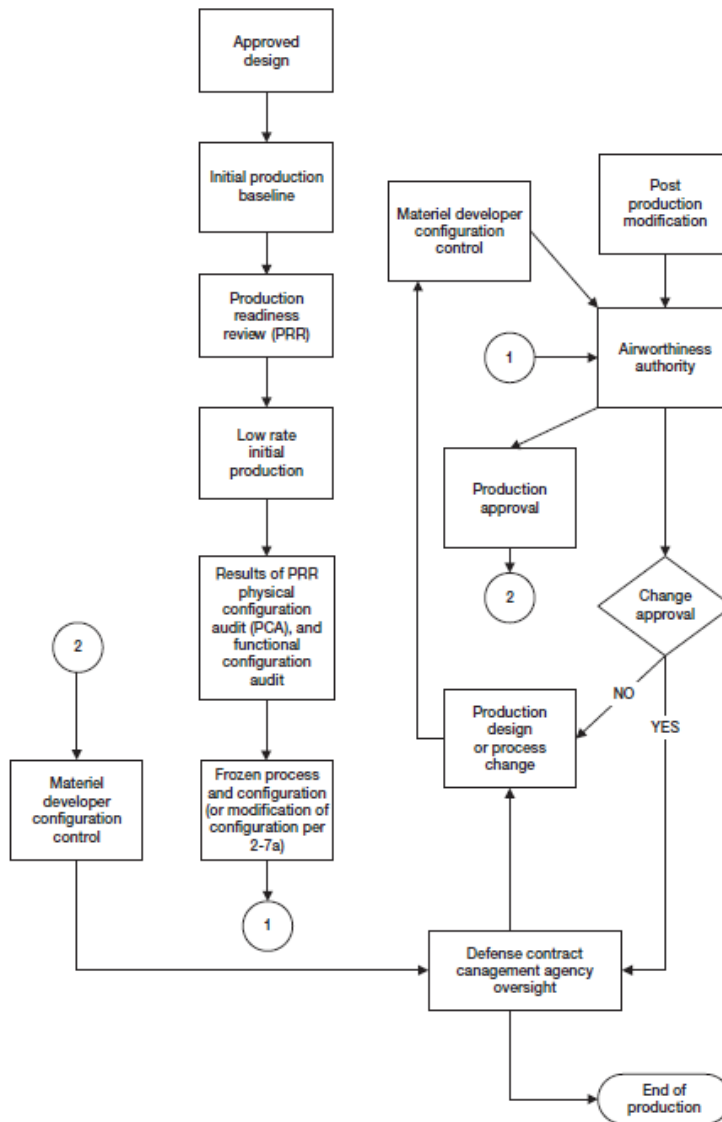 Approved
design
Initial production
baseline
Production
readiness
review (PRR)
Low rate
initial
production
Results of PRR
physical
configuration
audit (PCA), and
functional
configuration
audit
Frozen process
and configuration
(or modification of
configuration per
2-7a)
1
2
Materiel
developer
configuration
control
Materiel developer
configuration
control
Post
production
modification
1
Airworthiness
authority
Production
approval
2
Change
approval
NO
YES
Production
design
or process
change
Defense contract
canagement agency
oversight
End of
production